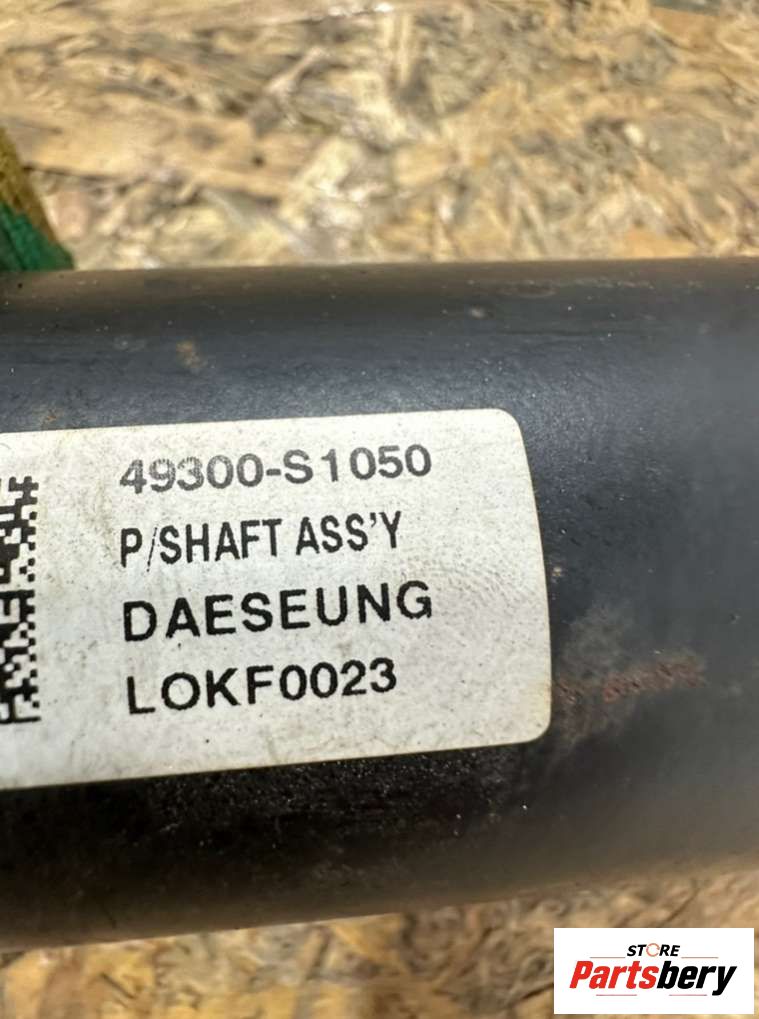 49300-S1050
P/SHAFT ASS'Y
DAESEUNG
LOKF0023
STORE
Partsbery